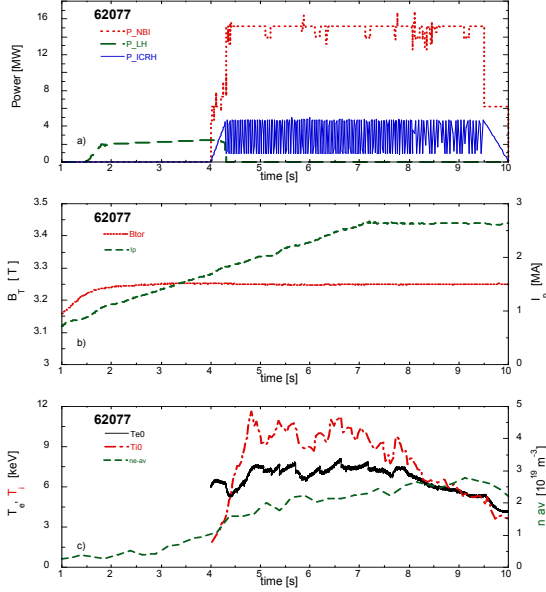 62077
P_NBI
P_LH
P_ICRH
Power [MW]
16
12
8
4
0
a)
1 2 3 4 5 6 7 8 9 10
time [s]
62077
Btor
Ip
B_T [T]
3.5
3.4
3.3
3.2
3.1
3
I_p [MA]
3
2
1
0
b)
1 2 3 4 5 6 7 8 9 10
time [s]
62077
Te0
Ti0
ne-av
T_e, T_i [keV]
12
9
6
3
0
n av [10^19 m^-3]
5
4
3
2
1
0
c)
1 2 3 4 5 6 7 8 9 10
time [s]